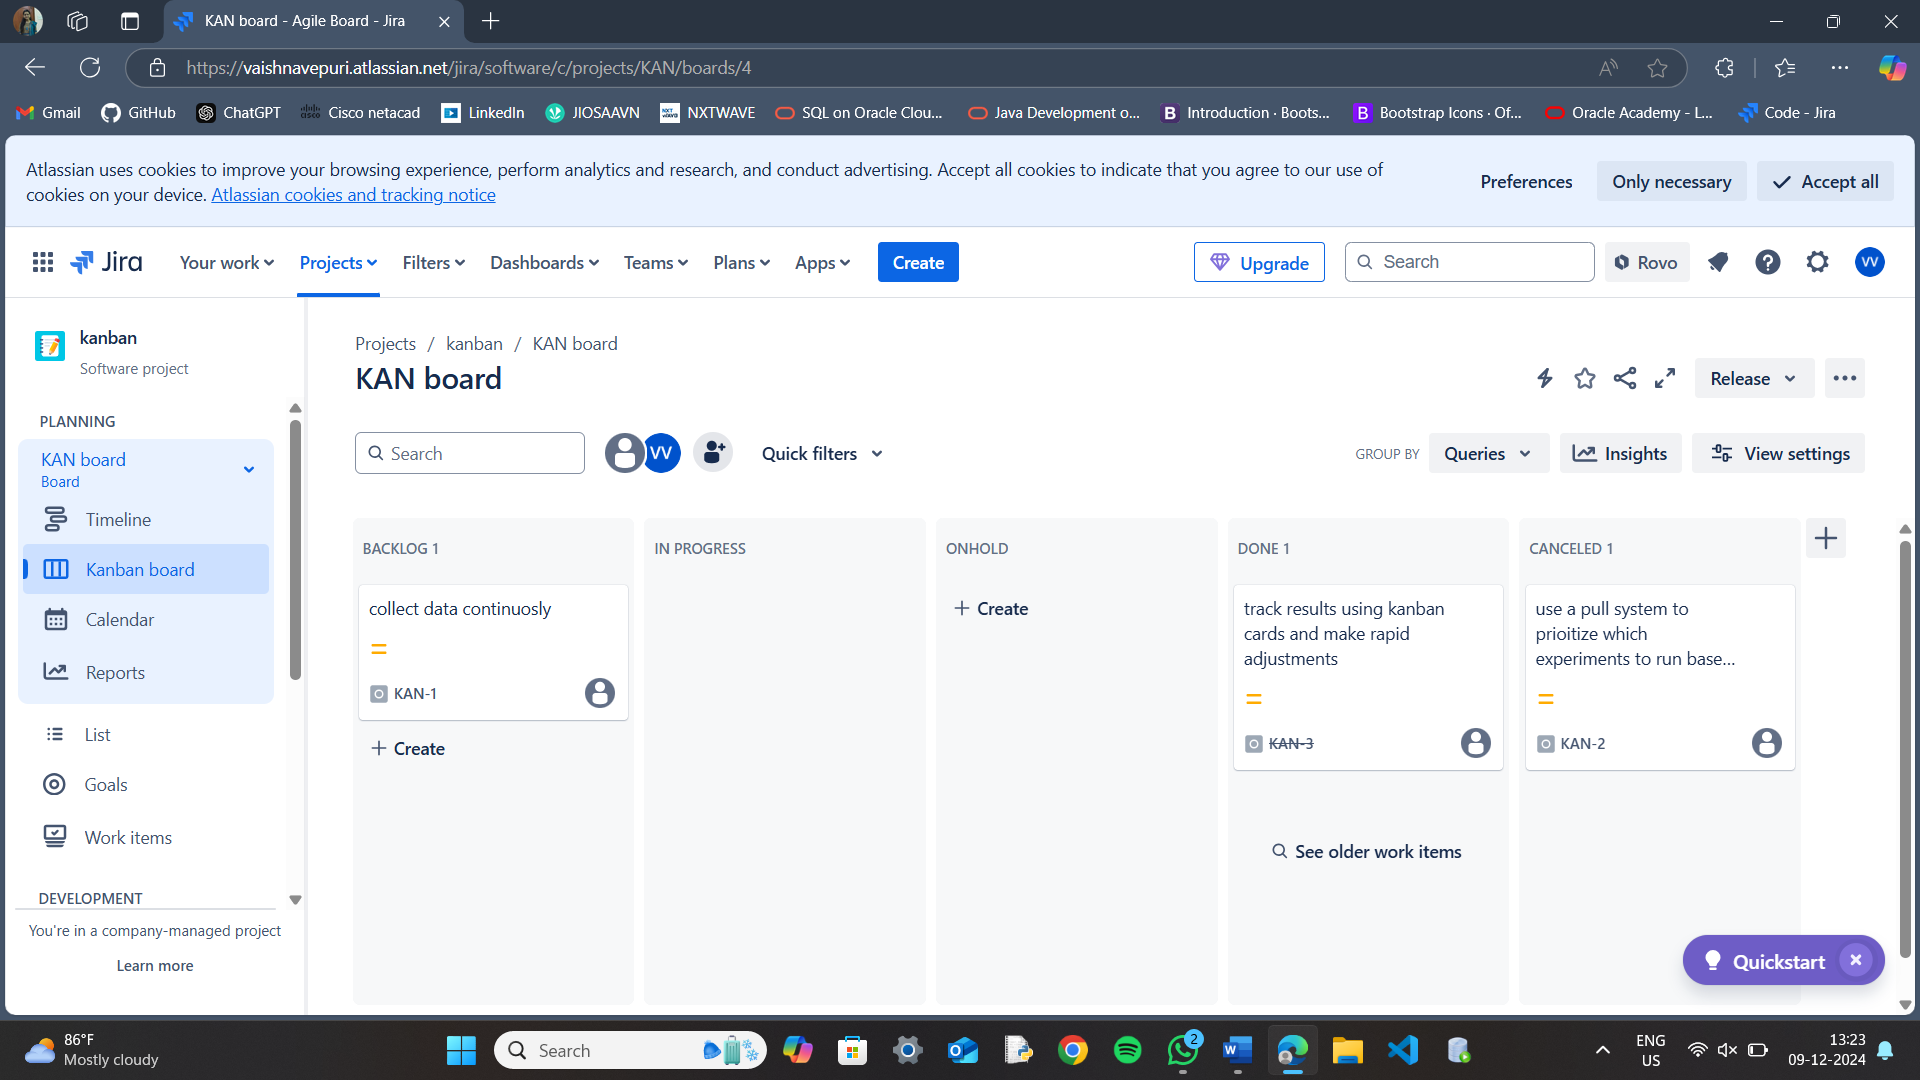 KAN board - Agile Board - Jira
https://vaishnavepuri.atlassian.net/jira/software/c/projects/KAN/boards/4
Gmail GitHub ChatGPT Cisco netacad LinkedIn JIOSAAVN NXTWAVE SQL on Oracle Clou... Java Development o... Introduction · Boots... Bootstrap Icons · Of... Oracle Academy - L... Code - Jira
Atlassian uses cookies to improve your browsing experience, perform analytics and research, and conduct advertising. Accept all cookies to indicate that you agree to our use of
cookies on your device. Atlassian cookies and tracking notice
Preferences Only necessary Accept all
Jira Your work Projects Filters Dashboards Teams Plans Apps Create Upgrade Search Rovo VV
kanban
Software project
PLANNING
KAN board
Board
Timeline
Kanban board
Calendar
Reports
List
Goals
Work items
DEVELOPMENT
You're in a company-managed project
Learn more
Projects / kanban / KAN board
KAN board
Release
Search VV Quick filters GROUP BY Queries Insights View settings
BACKLOG 1
collect data continuosly
KAN-1
+ Create
IN PROGRESS
ONHOLD
+ Create
DONE 1
track results using kanban
cards and make rapid
adjustments
KAN-3
See older work items
CANCELED 1
use a pull system to
prioitize which
experiments to run base...
KAN-2
Quickstart
86°F
Mostly cloudy
Search
2
ENG
US
13:23
09-12-2024